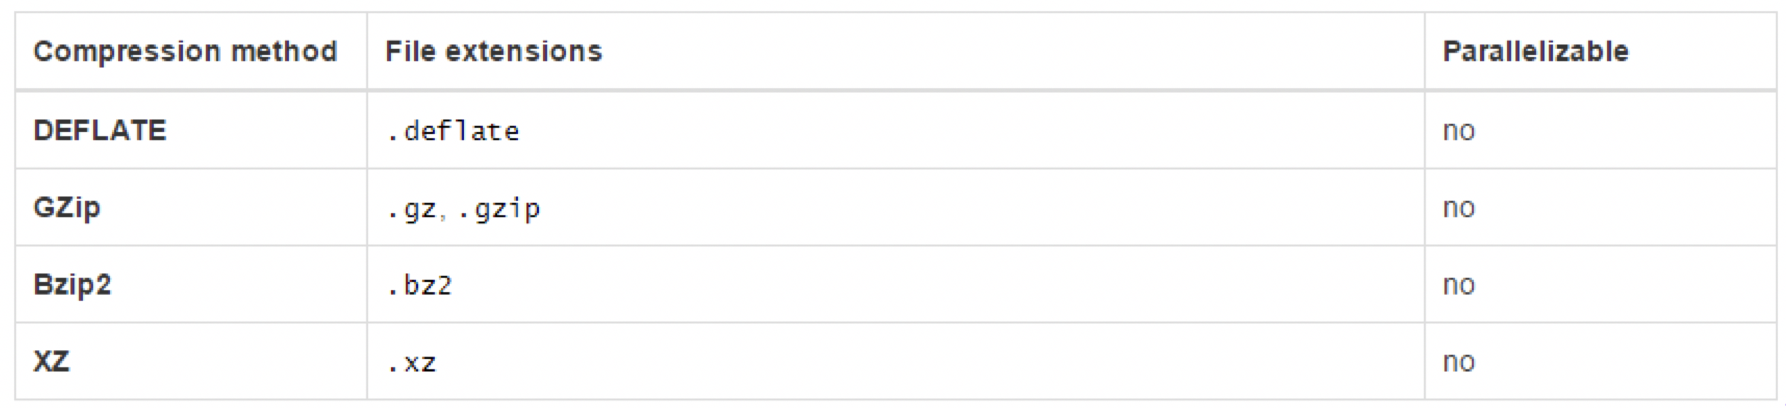 Compression method File extensions Parallelizable
DEFLATE .deflate no
GZip .gz, .gzip no
Bzip2 .bz2 no
XZ .xz no